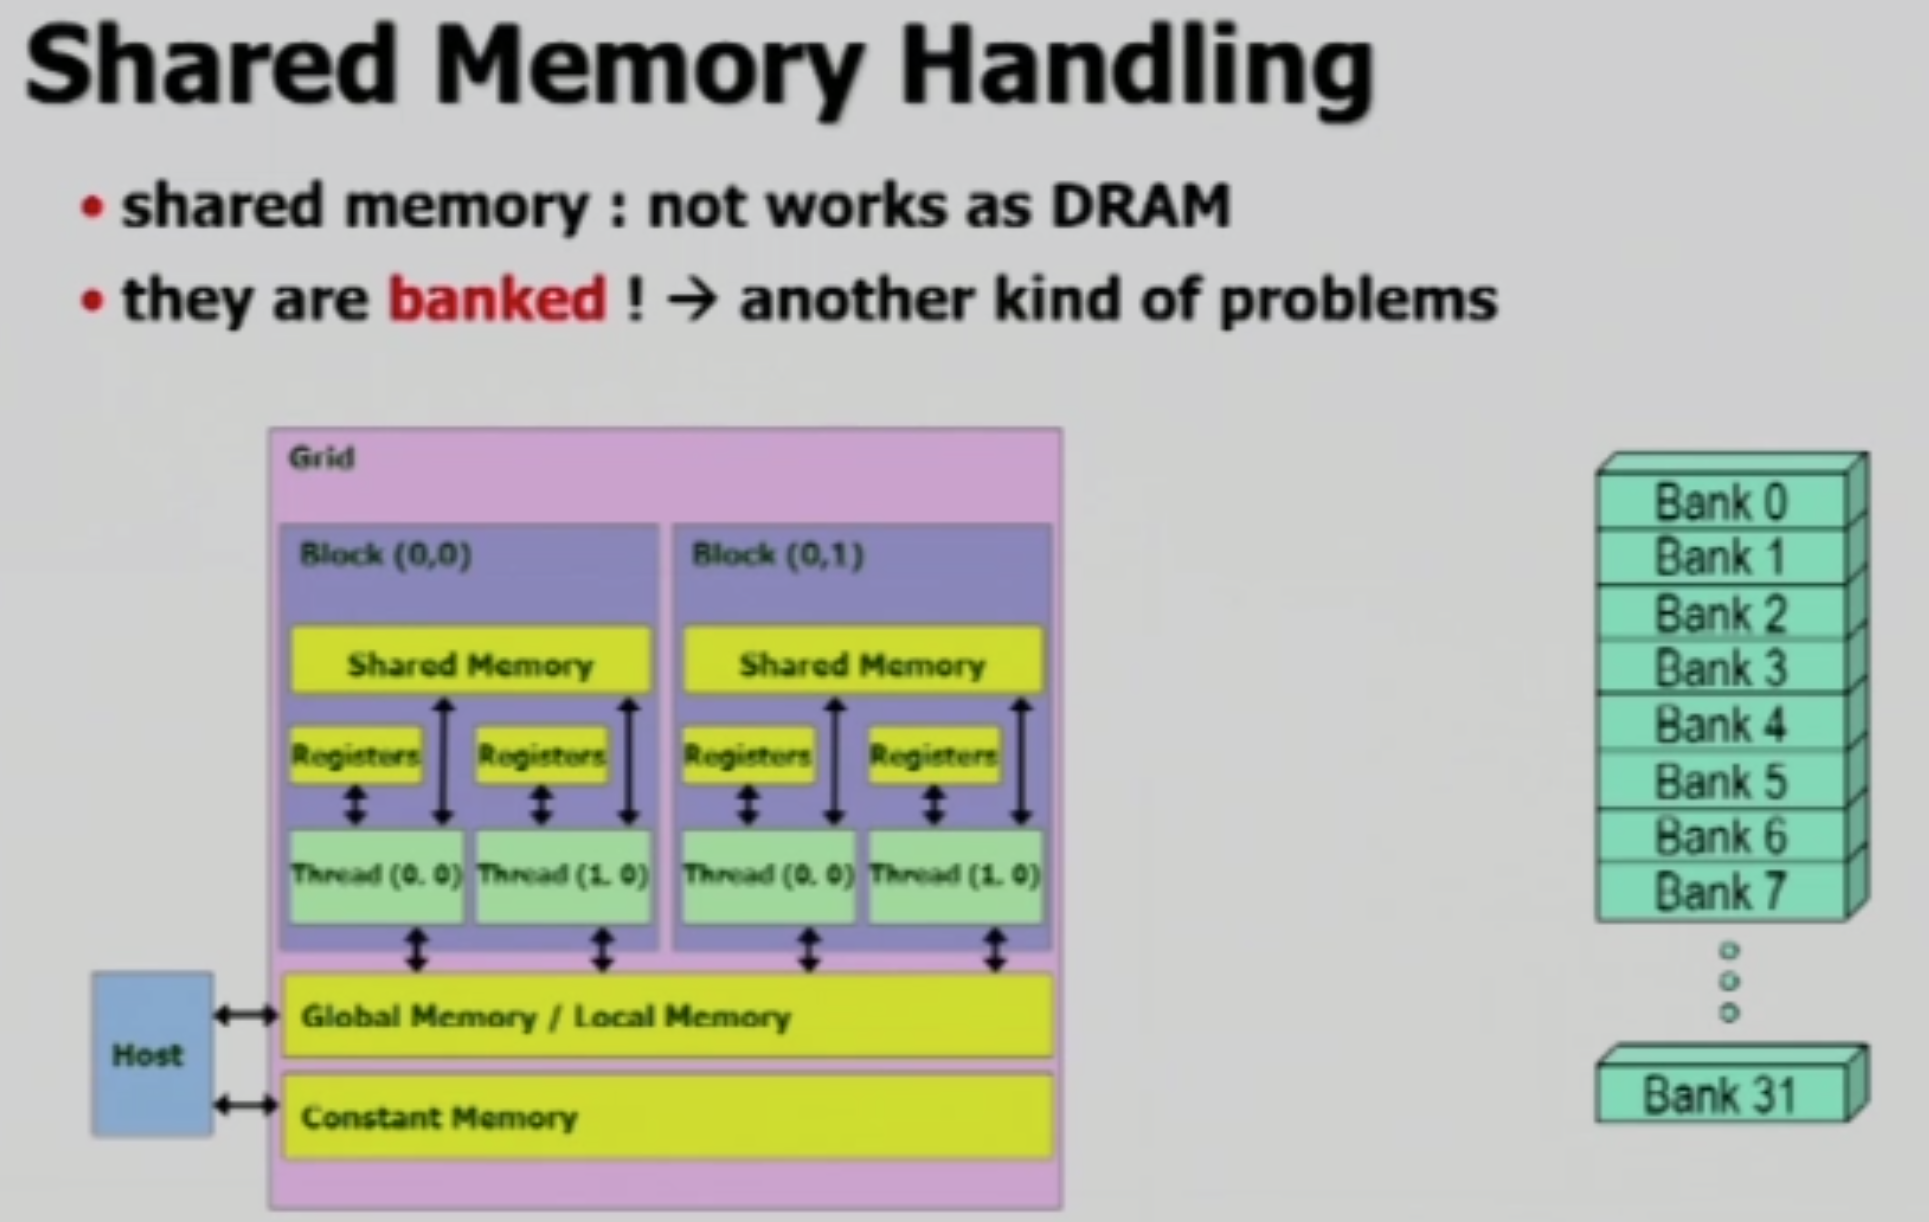 Shared Memory Handling
• shared memory : not works as DRAM
• they are banked ! → another kind of problems
Grid
Block (0,0)
Block (0,1)
Shared Memory
Shared Memory
Registers
Registers
Registers
Registers
Thread (0, 0)
Thread (1, 0)
Thread (0, 0)
Thread (1, 0)
Host
Global Memory / Local Memory
Constant Memory
Bank 0
Bank 1
Bank 2
Bank 3
Bank 4
Bank 5
Bank 6
Bank 7
Bank 31